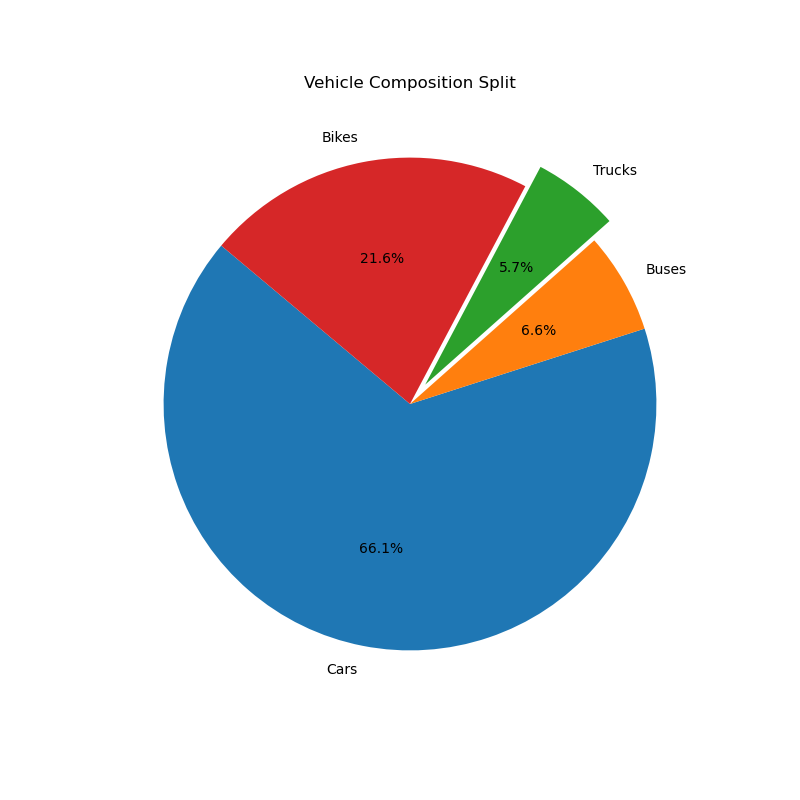 Vehicle Composition Split
Bikes
Trucks
21.6%
5.7%
Buses
6.6%
66.1%
Cars